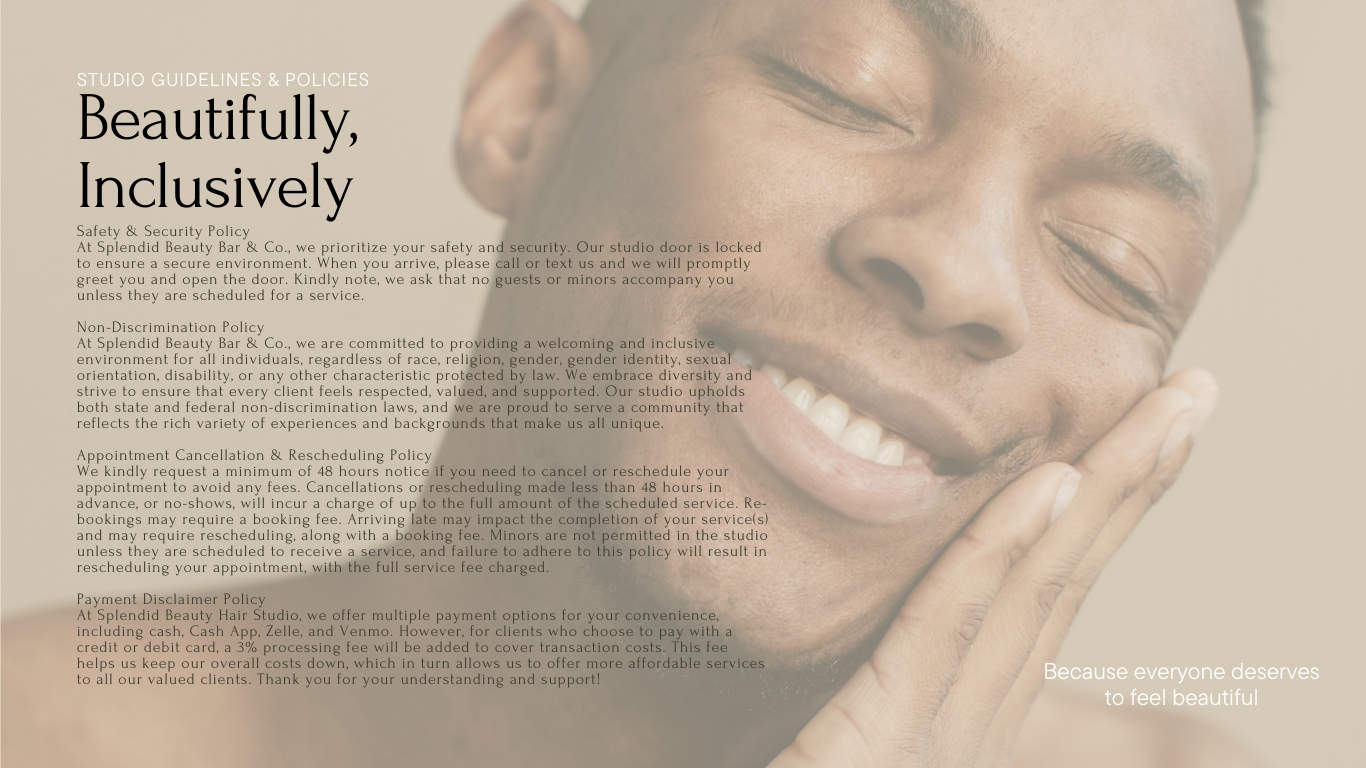 STUDIO GUIDELINES & POLICIES
Beautifully,
Inclusively
Safety & Security Policy
At Splendid Beauty Bar & Co., we prioritize your safety and security. Our studio door is locked
to ensure a secure environment. When you arrive, please call or text us and we will promptly
greet you and open the door. Kindly note, we ask that no guests or minors accompany you
unless they are scheduled for a service.
Non-Discrimination Policy
At Splendid Beauty Bar & Co., we are committed to providing a welcoming and inclusive
environment for all individuals, regardless of race, religion, gender, gender identity, sexual
orientation, disability, or any other characteristic protected by law. We embrace diversity and
strive to ensure that every client feels respected, valued, and supported. Our studio upholds
both state and federal non-discrimination laws, and we are proud to serve a community that
reflects the rich variety of experiences and backgrounds that make us all unique.
Appointment Cancellation & Rescheduling Policy
We kindly request a minimum of 48 hours notice if you need to cancel or reschedule your
appointment to avoid any fees. Cancellations or rescheduling made less than 48 hours in
advance, or no-shows, will incur a charge of up to the full amount of the scheduled service. Re-
bookings may require a booking fee. Arriving late may impact the completion of your service(s)
and may require rescheduling, along with a booking fee. Minors are not permitted in the studio
unless they are scheduled to receive a service, and failure to adhere to this policy will result in
rescheduling your appointment, with the full service fee charged.
Payment Disclaimer Policy
At Splendid Beauty Hair Studio, we offer multiple payment options for your convenience,
including cash, Cash App, Zelle, and Venmo. However, for clients who choose to pay with a
credit or debit card, a 3% processing fee will be added to cover transaction costs. This fee
helps us keep our overall costs down, which in turn allows us to offer more affordable services
to all our valued clients. Thank you for your understanding and support!
Because everyone deserves
to feel beautiful